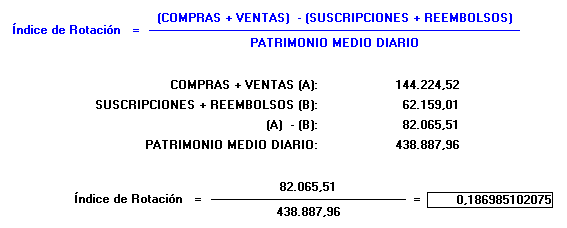 (COMPRAS + VENTAS) - (SUSCRIPCIONES + REEMBOLSOS)
Índice de Rotación =
PATRIMONIO MEDIO DIARIO
COMPRAS + VENTAS (A): 144.224,52
SUSCRIPCIONES + REEMBOLSOS (B): 62.159,01
(A) - (B): 82.065,51
PATRIMONIO MEDIO DIARIO: 438.887,96
82.065,51
Índice de Rotación = = 0,186985102075
438.887,96